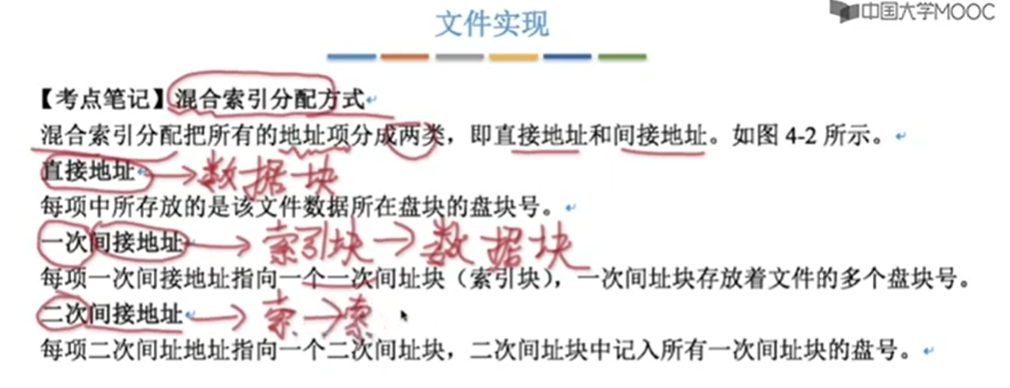 中国大学MOOC
文件实现
【考点笔记】混合索引分配方式
混合索引分配把所有的地址项分成两类，即直接地址和间接地址。如图 4-2 所示。
直接地址 → 数据块
每项中所存放的是该文件数据所在盘块的盘块号。
一次间接地址 → 索引块 → 数据块
每项一次间接地址指向一个一次间址块（索引块），一次间址块存放着文件的多个盘块号。
二次间接地址 → 索 → 索
每项二次间址地址指向一个二次间址块，二次间址块中记入所有一次间址块的盘号。